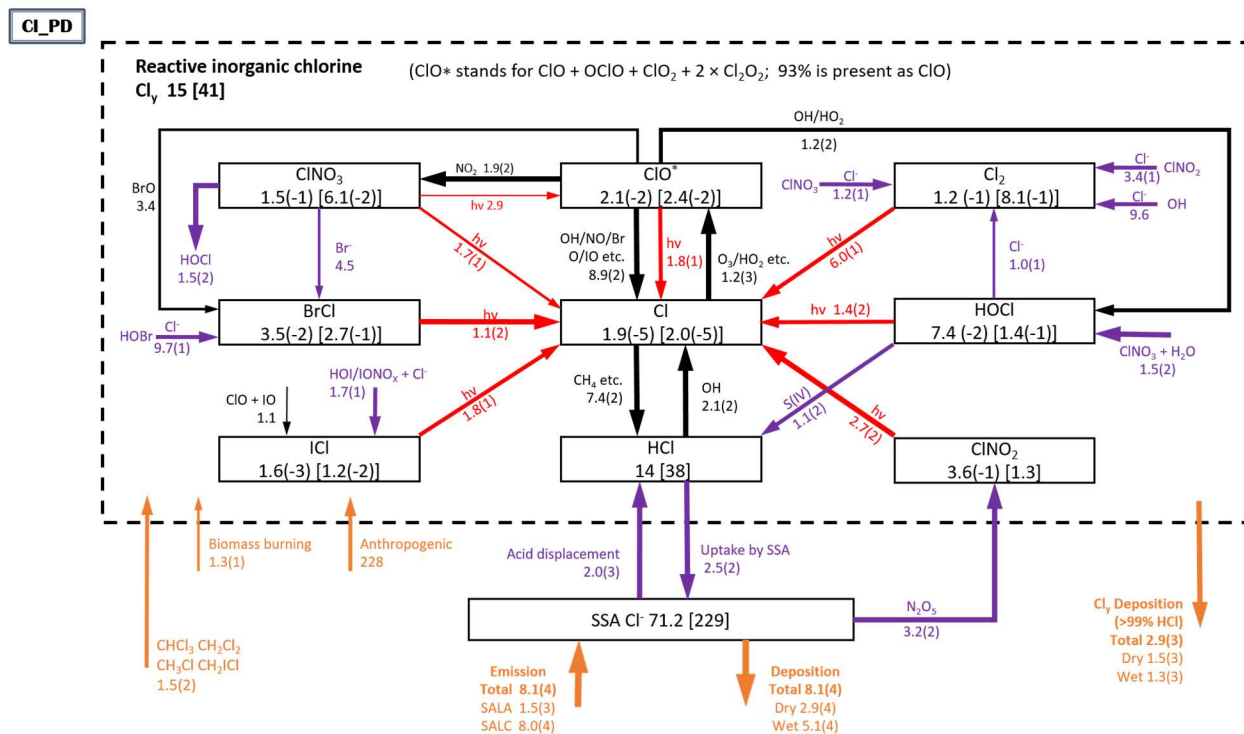 Cl_PD
Reactive inorganic chlorine
(ClO* stands for ClO + OClO + ClO₂ + 2 × Cl₂O₂; 93% is present as ClO)
Cl_y 15 [41]
OH/HO₂
1.2(2)
BrO
3.4
ClNO₃
1.5(-1) [6.1(-2)]
NO₂ 1.9(2)
hv 2.9
ClO*
2.1(-2) [2.4(-2)]
ClNO₃
Cl⁻
1.2(1)
Cl₂
1.2 (-1) [8.1(-1)]
Cl⁻
3.4(1)
ClNO₂
Cl⁻
9.6
OH
HOCl
1.5(2)
Br⁻
4.5
hv
1.7(1)
OH/NO/Br
O/IO etc.
8.9(2)
hv
1.8(1)
O₃/HO₂ etc.
1.2(3)
hv
6.0(1)
Cl⁻
1.0(1)
HOBr
Cl⁻
9.7(1)
BrCl
3.5(-2) [2.7(-1)]
hv
1.1(2)
Cl
1.9(-5) [2.0(-5)]
hv 1.4(2)
HOCl
7.4 (-2) [1.4(-1)]
ClNO₃ + H₂O
1.5(2)
ClO + IO
1.1
HOI/IONOₓ + Cl⁻
1.7(1)
hv
1.8(1)
CH₄ etc.
7.4(2)
OH
2.1(2)
S(IV)
1.1(2)
hv
2.7(2)
ICl
1.6(-3) [1.2(-2)]
HCl
14 [38]
ClNO₂
3.6(-1) [1.3]
Biomass burning
1.3(1)
Anthropogenic
228
Acid displacement
2.0(3)
Uptake by SSA
2.5(2)
SSA Cl⁻ 71.2 [229]
N₂O₅
3.2(2)
CHCl₃ CH₂Cl₂
CH₃Cl CH₂ICl
1.5(2)
Emission
Total 8.1(4)
SALA 1.5(3)
SALC 8.0(4)
Deposition
Total 8.1(4)
Dry 2.9(4)
Wet 5.1(4)
Cl_y Deposition
(>99% HCl)
Total 2.9(3)
Dry 1.5(3)
Wet 1.3(3)